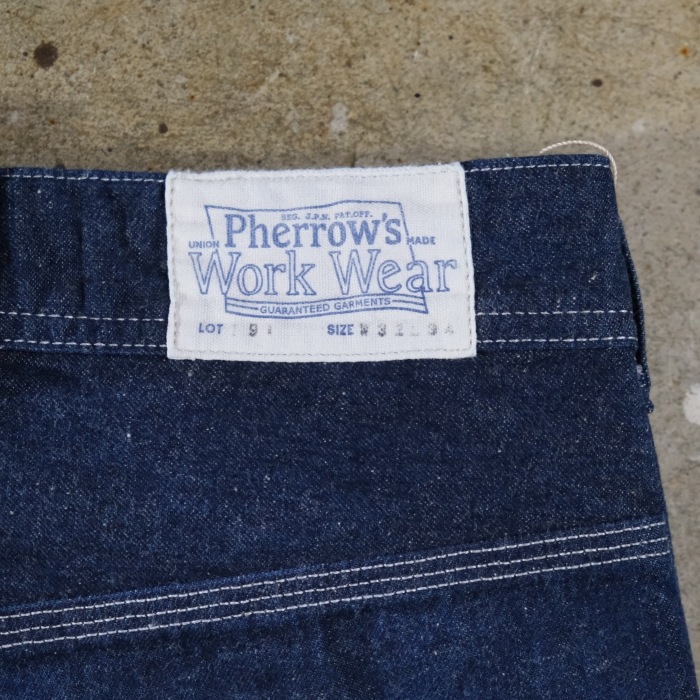 REG. J.P.N. PAT.OFF.
UNION Pherrow's MADE
Work Wear
GUARANTEED GARMENTS
LOT SIZE